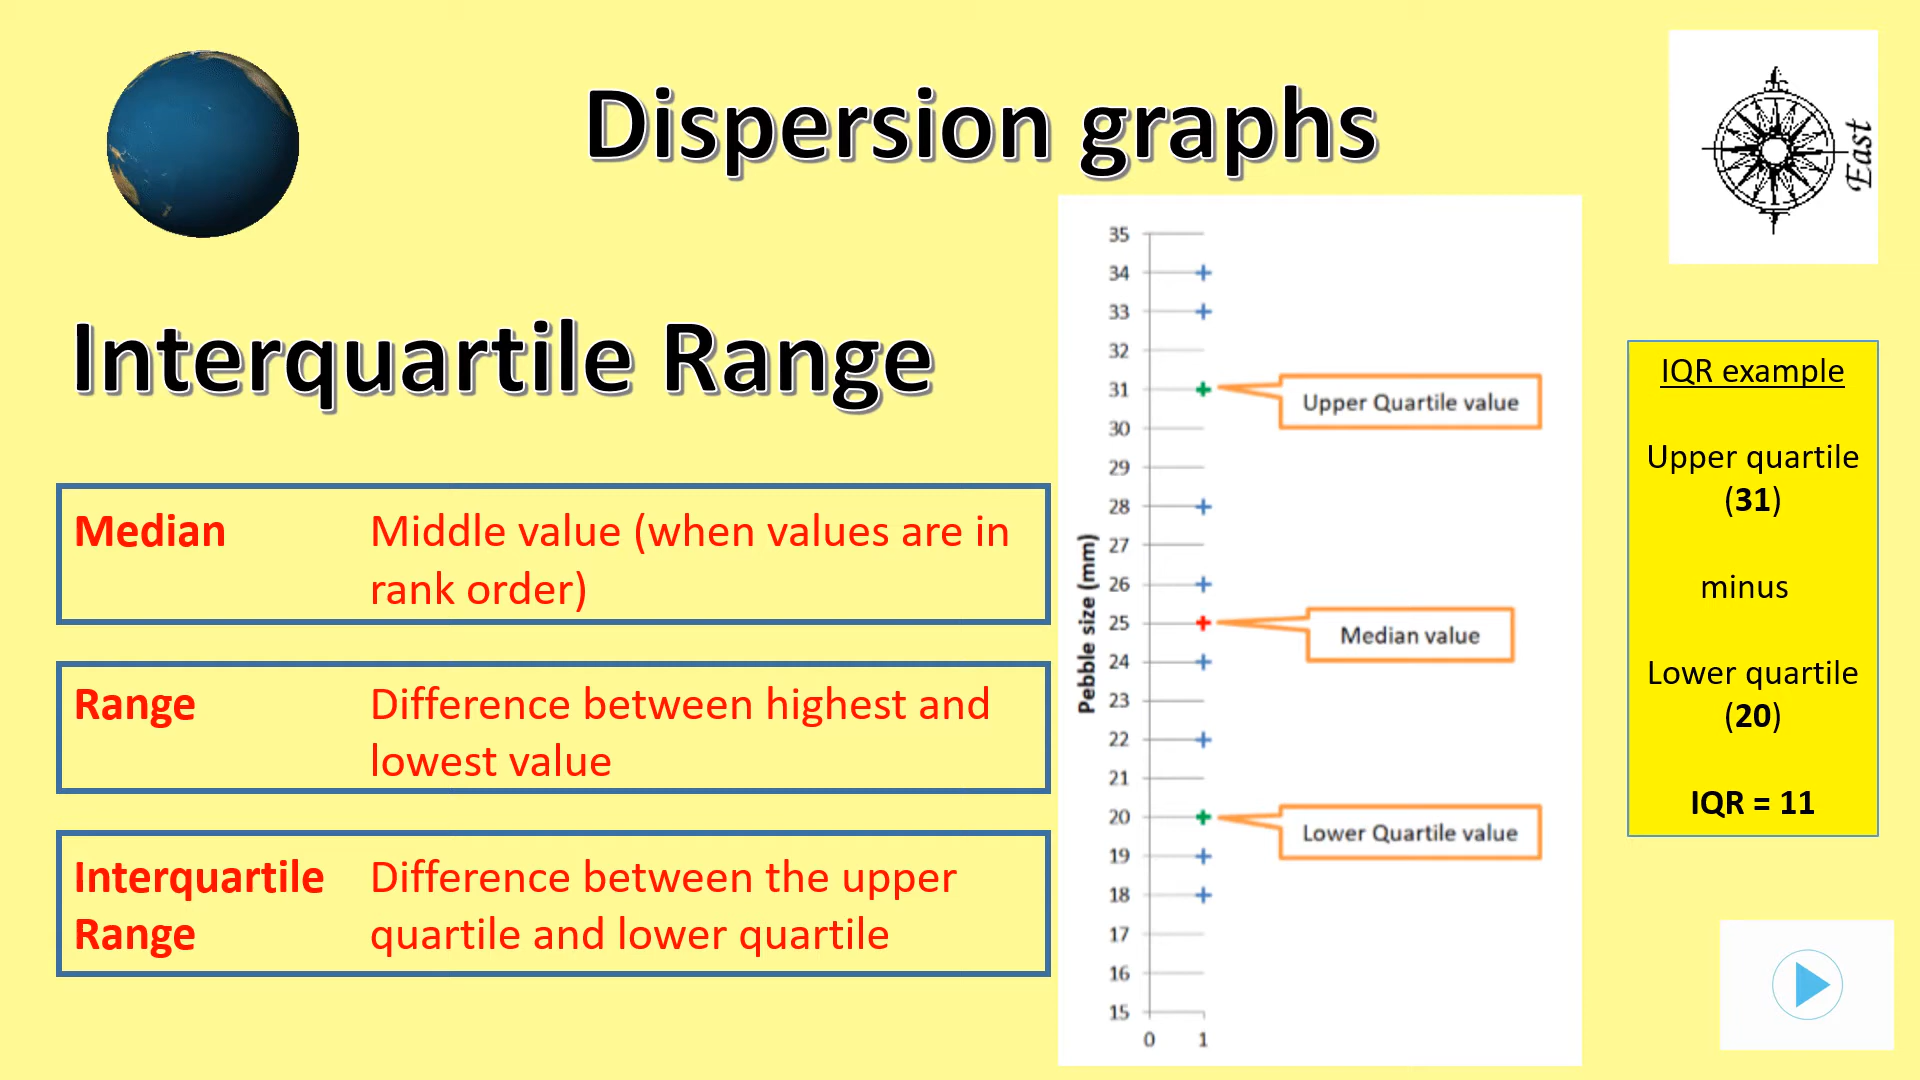 Dispersion graphs
East
Interquartile Range
Median Middle value (when values are in
rank order)
Range Difference between highest and
lowest value
Interquartile Difference between the upper
Range quartile and lower quartile
Pebble size (mm)
35
34
33
32
31
30
29
28
27
26
25
24
23
22
21
20
19
18
17
16
15
0 1
Upper Quartile value
Median value
Lower Quartile value
IQR example
Upper quartile
(31)
minus
Lower quartile
(20)
IQR = 11